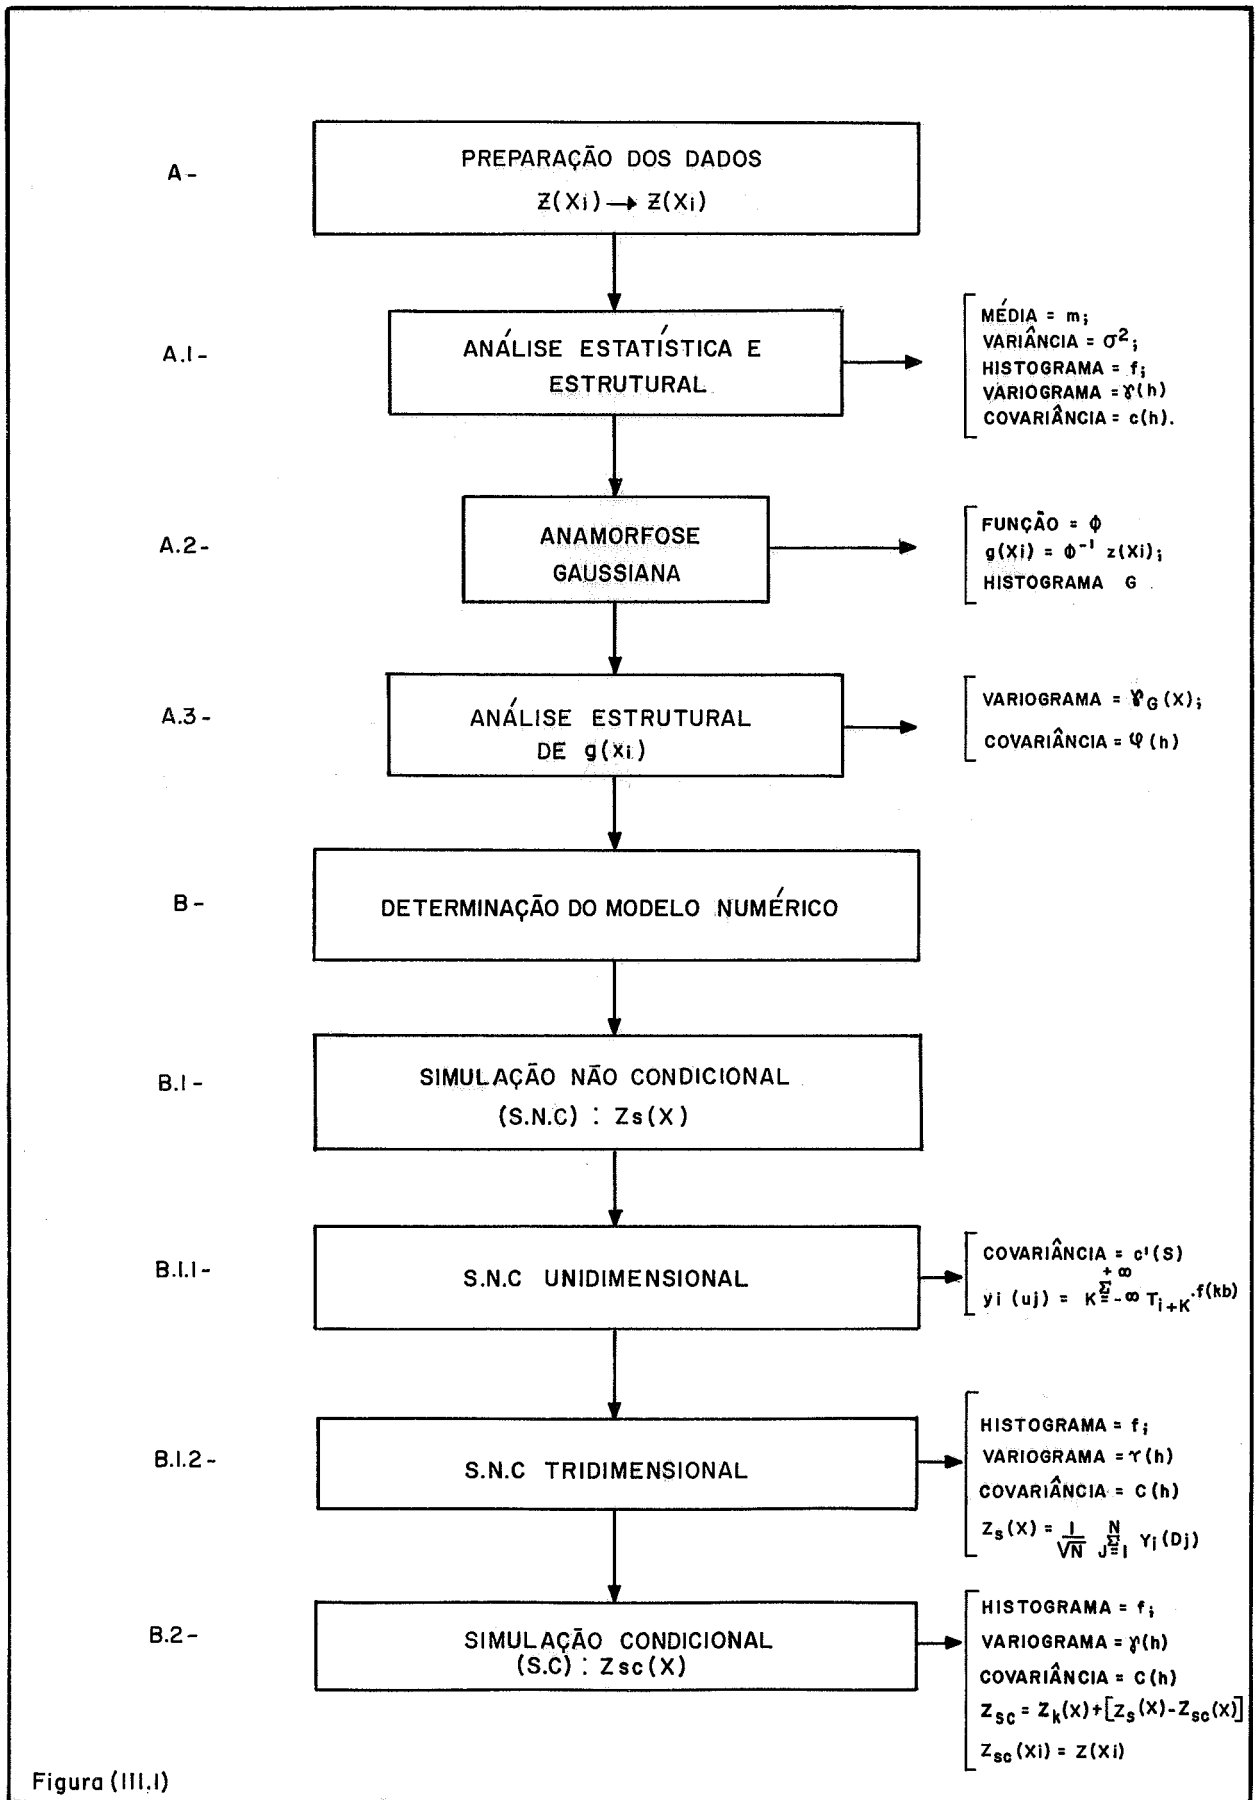 A-
PREPARAÇÃO DOS DADOS
Z(Xi) → Z(Xi)
A.1-
ANÁLISE ESTATÍSTICA E
ESTRUTURAL
MÉDIA = m;
VARIÂNCIA = σ²;
HISTOGRAMA = f;
VARIOGRAMA = γ(h)
COVARIÂNCIA = c(h).
A.2-
ANAMORFOSE
GAUSSIANA
FUNÇÃO = Φ
g(Xi) = Φ⁻¹ z(Xi);
HISTOGRAMA G
A.3-
ANÁLISE ESTRUTURAL
DE g(xi)
VARIOGRAMA = γG(X);
COVARIÂNCIA = φ(h)
B-
DETERMINAÇÃO DO MODELO NUMÉRICO
B.1-
SIMULAÇÃO NÃO CONDICIONAL
(S.N.C) : Zs(X)
B.1.1-
S.N.C UNIDIMENSIONAL
COVARIÂNCIA = c'(S)
yi (uj) = Σ K=-∞ +∞ Ti+K.f(kb)
B.1.2-
S.N.C TRIDIMENSIONAL
HISTOGRAMA = f;
VARIOGRAMA = γ(h)
COVARIÂNCIA = C(h)
Zs(X) = 1/√N Σ J=1 N Yi(Dj)
B.2-
SIMULAÇÃO CONDICIONAL
(S.C) : Zsc(X)
HISTOGRAMA = f;
VARIOGRAMA = γ(h)
COVARIÂNCIA = C(h)
Zsc = Zk(X)+[Zs(X)-Zsc(X)]
Zsc(Xi) = Z(Xi)
Figura (III.1)